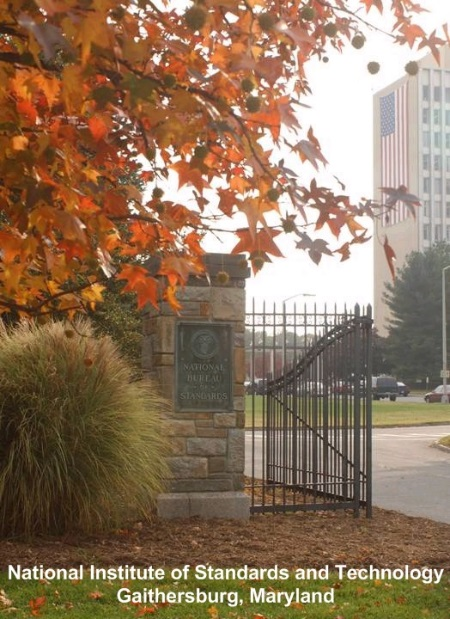 NATIONAL
BUREAU
OF
STANDARDS
National Institute of Standards and Technology
Gaithersburg, Maryland